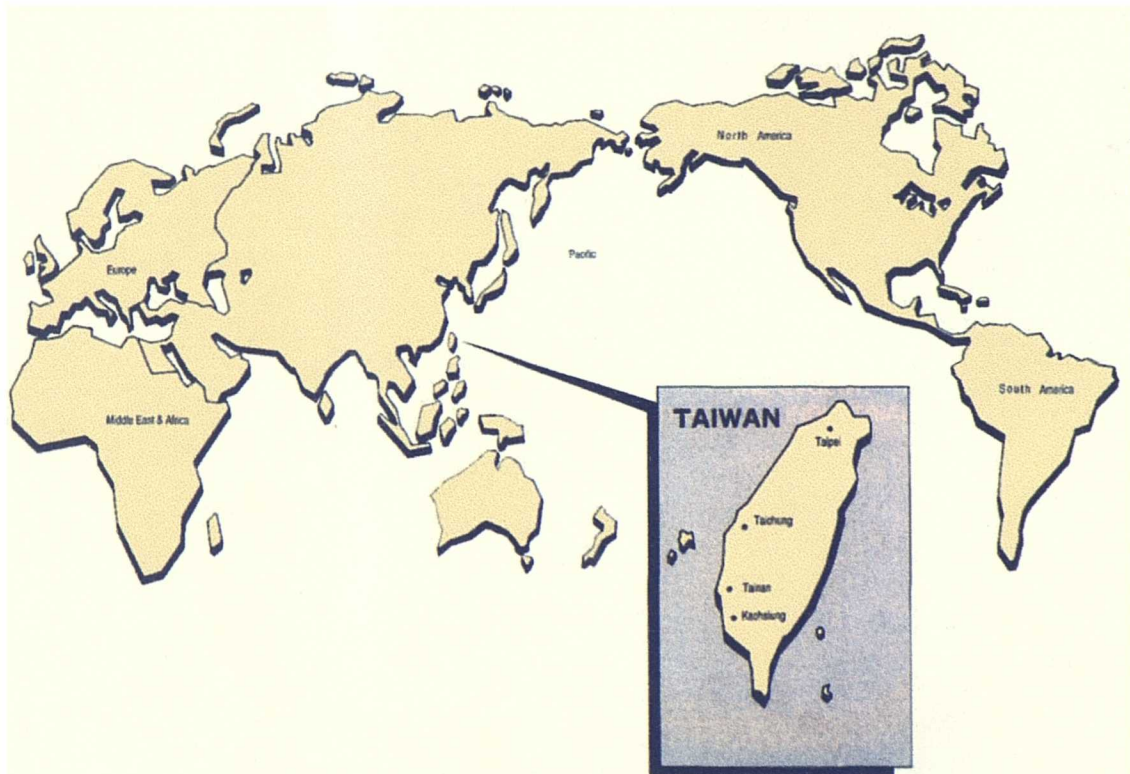 North America
Pacific
Europe
South America
Middle East & Africa
TAIWAN
Taipei
Taichung
Tainan
Kaohsiung